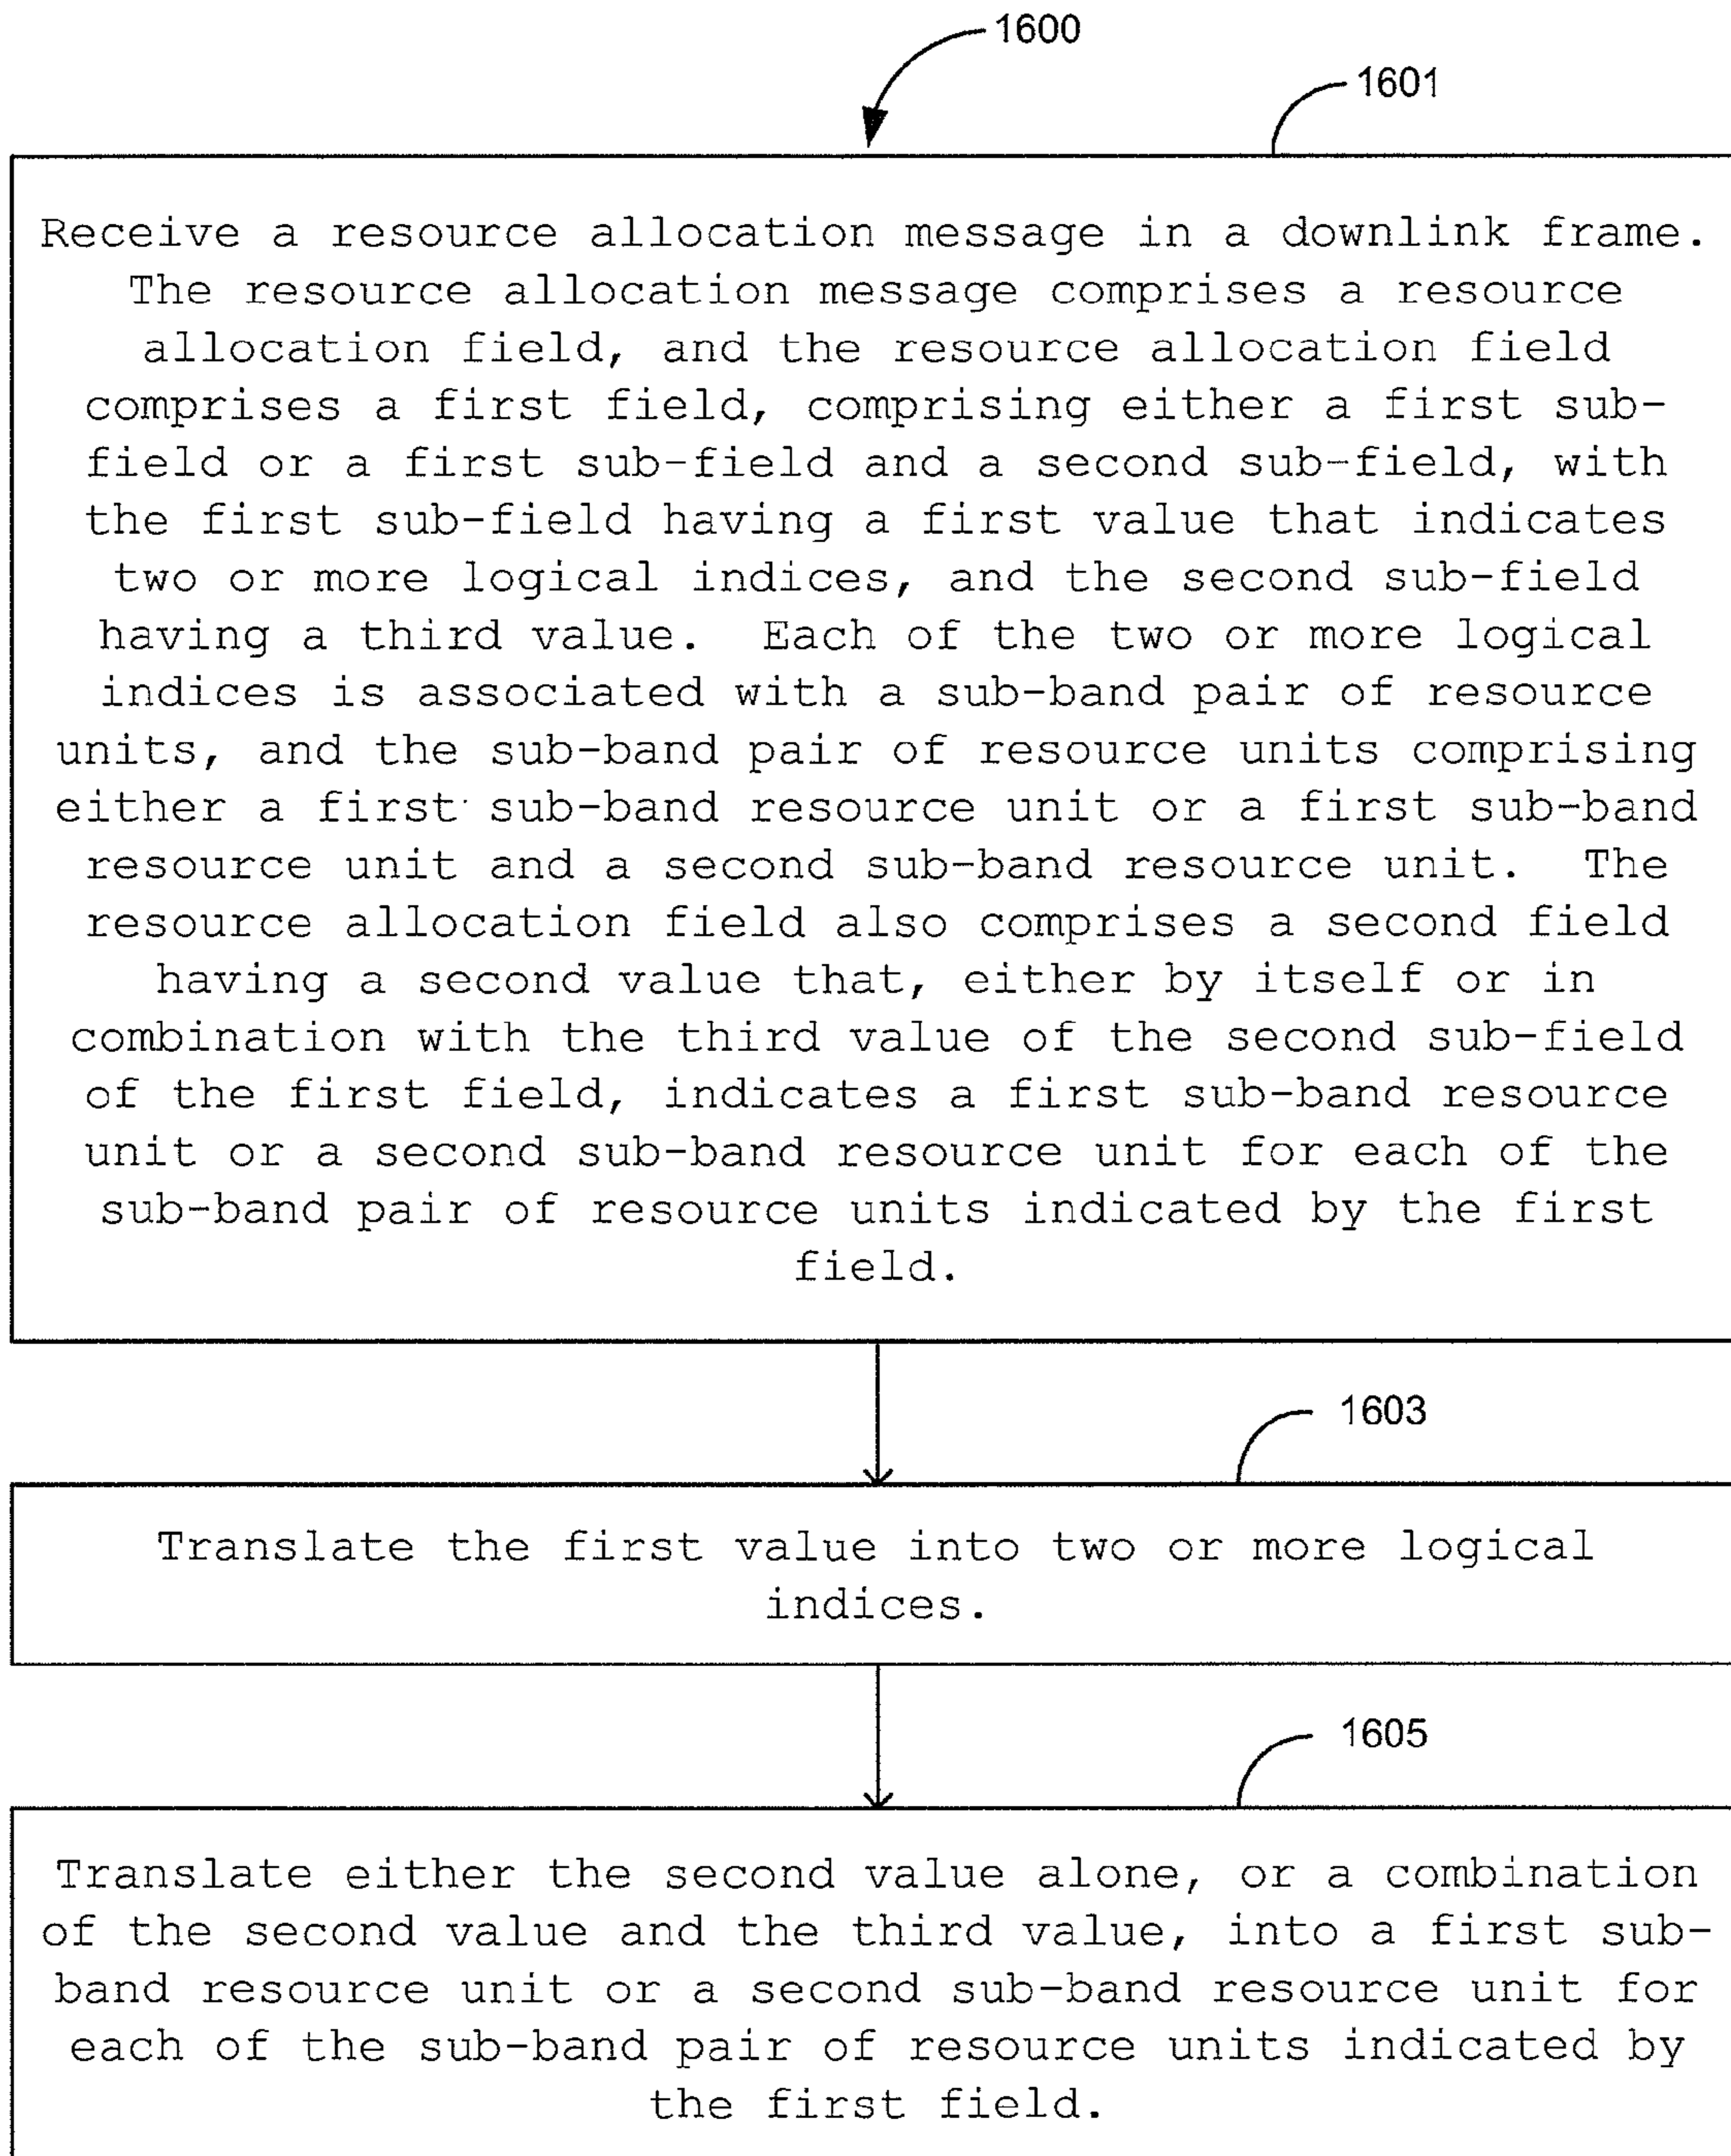 1600
1601
Receive a resource allocation message in a downlink frame.
The resource allocation message comprises a resource
allocation field, and the resource allocation field
comprises a first field, comprising either a first sub-
field or a first sub-field and a second sub-field, with
the first sub-field having a first value that indicates
two or more logical indices, and the second sub-field
having a third value. Each of the two or more logical
indices is associated with a sub-band pair of resource
units, and the sub-band pair of resource units comprising
either a first sub-band resource unit or a first sub-band
resource unit and a second sub-band resource unit. The
resource allocation field also comprises a second field
having a second value that, either by itself or in
combination with the third value of the second sub-field
of the first field, indicates a first sub-band resource
unit or a second sub-band resource unit for each of the
sub-band pair of resource units indicated by the first
field.
1603
Translate the first value into two or more logical
indices.
1605
Translate either the second value alone, or a combination
of the second value and the third value, into a first sub-
band resource unit or a second sub-band resource unit for
each of the sub-band pair of resource units indicated by
the first field.